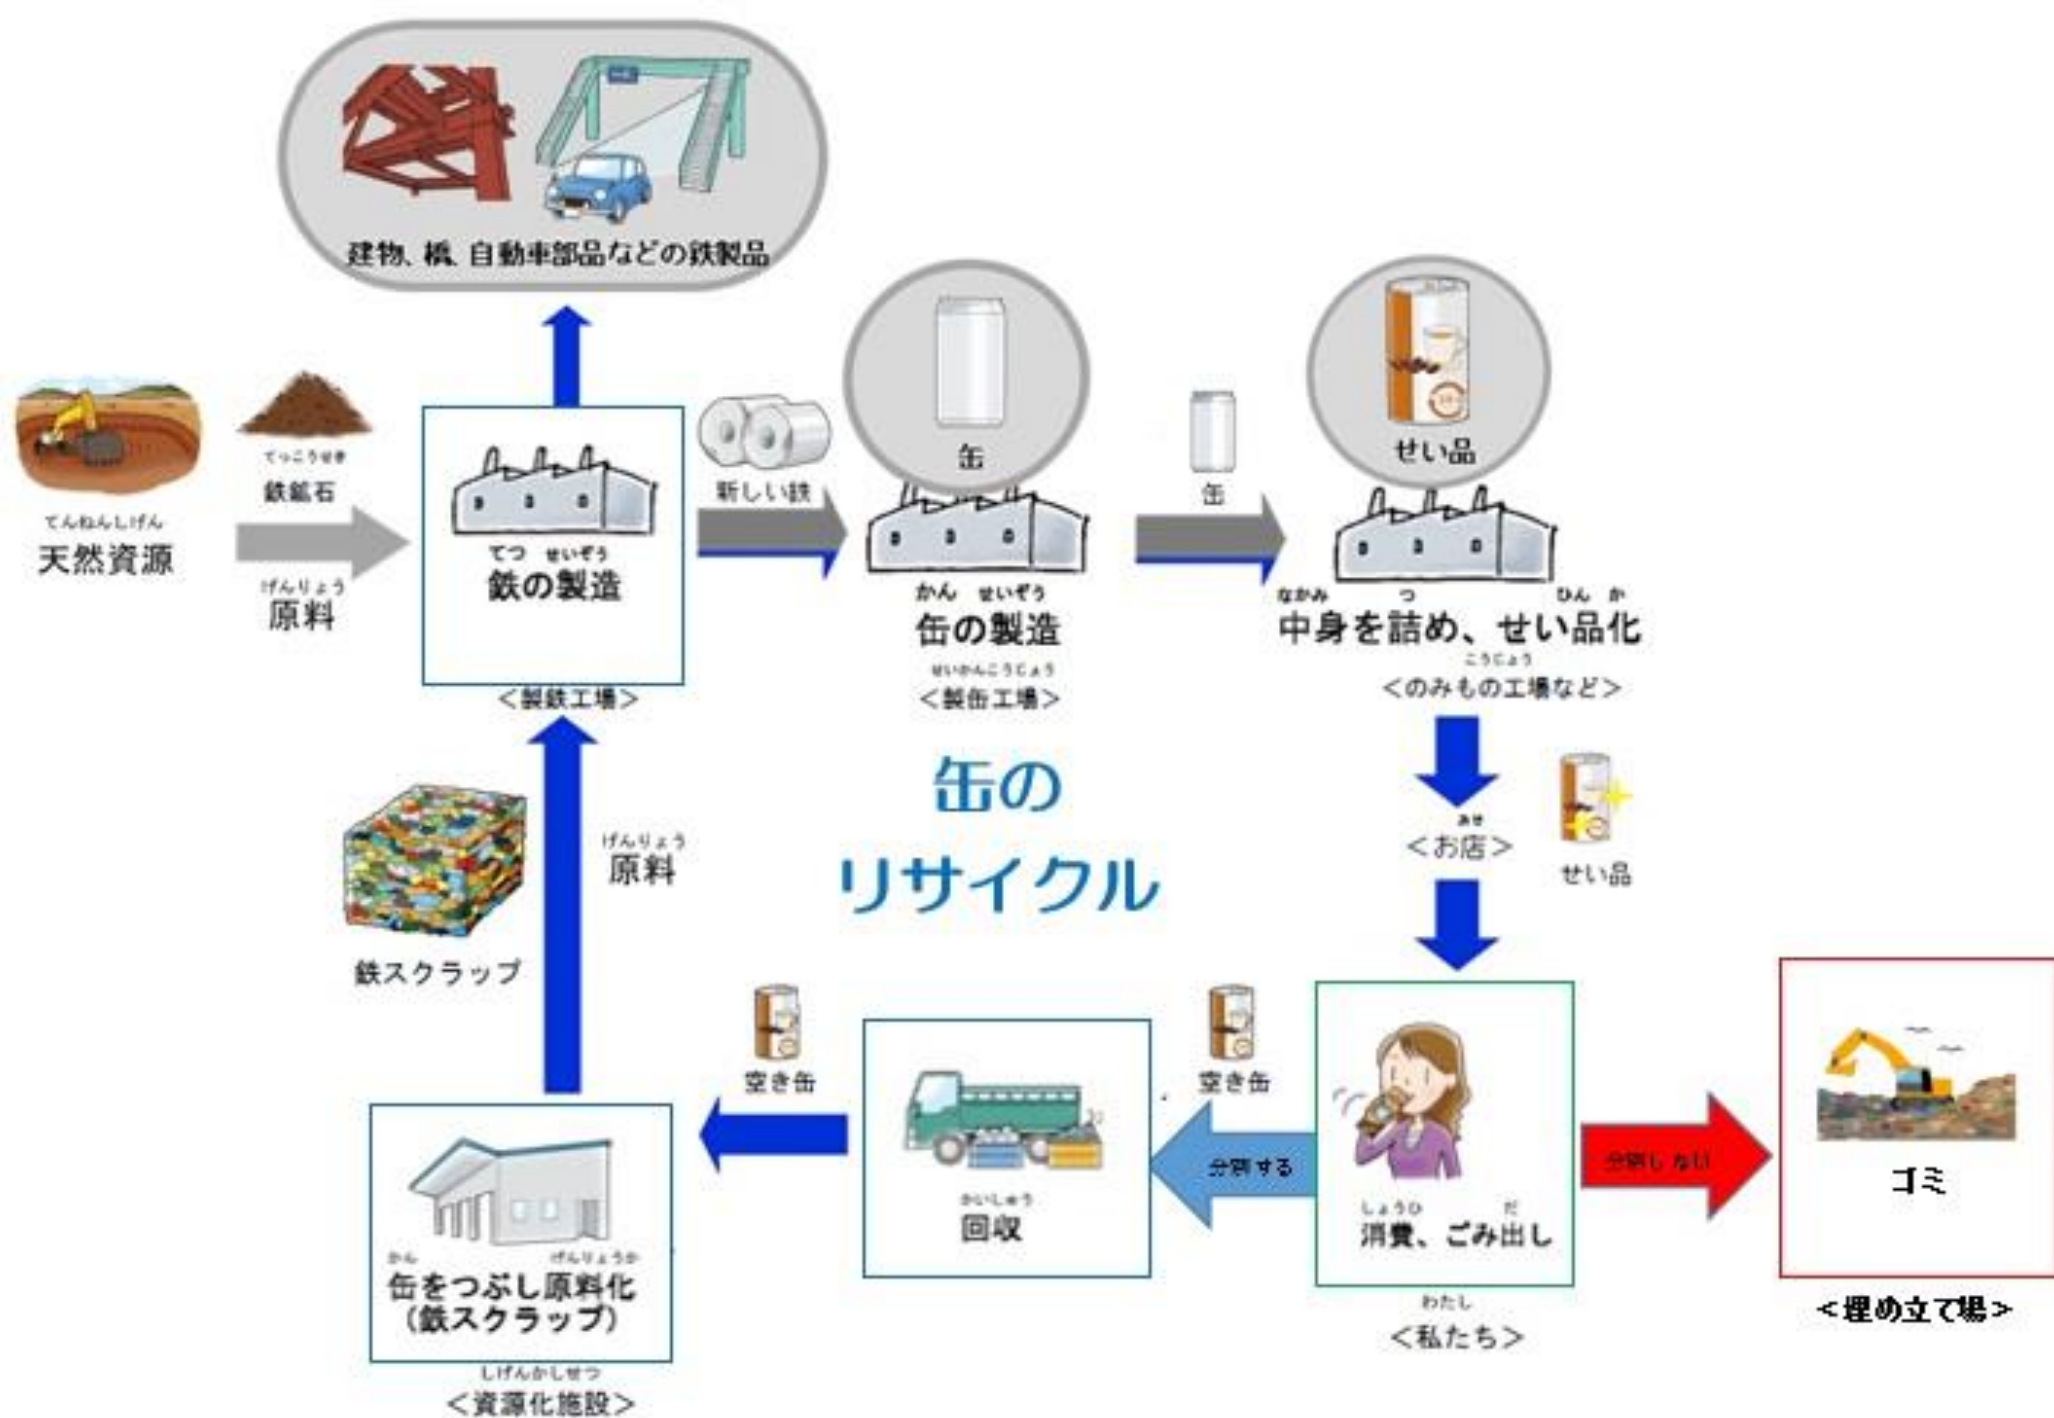 建物、橋、自動車部品などの鉄製品
缶
せい品
てっこうせき
鉄鉱石
新しい鉄
缶
てんねんしげん
天然資源
げんりょう
原料
てつ せいぞう
鉄の製造
<製鉄工場>
かん せいぞう
缶の製造
せいかんこうじょう
<製缶工場>
なかみ つ ひん か
中身を詰め、せい品化
こうじょう
<のみもの工場など>
缶の
リサイクル
みせ
<お店>
せい品
げんりょう
原料
鉄スクラップ
空き缶
空き缶
分別する
分別しない
かいしゅう
回収
しょうひ だ
消費、ごみ出し
わたし
<私たち>
ゴミ
<埋め立て場>
かん げんりょうか
缶をつぶし原料化
(鉄スクラップ)
しげんかしせつ
<資源化施設>